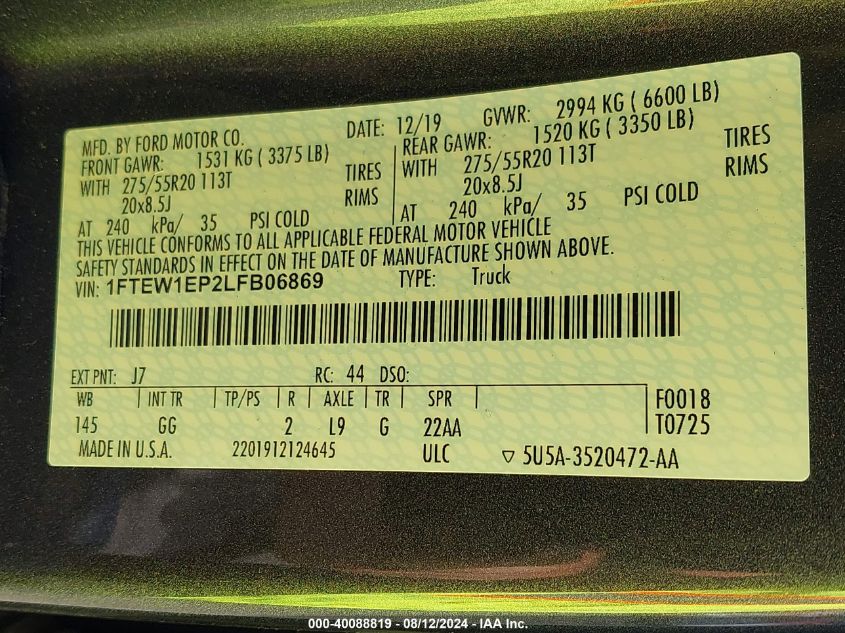 MFD. BY FORD MOTOR CO. DATE: 12/19 GVWR: 2994 KG ( 6600 LB)
FRONT GAWR: 1531 KG ( 3375 LB) REAR GAWR: 1520 KG ( 3350 LB)
WITH 275/55R20 113T TIRES WITH 275/55R20 113T TIRES
20x8.5J RIMS 20x8.5J RIMS
AT 240 kPa/ 35 PSI COLD AT 240 kPa/ 35 PSI COLD
THIS VEHICLE CONFORMS TO ALL APPLICABLE FEDERAL MOTOR VEHICLE
SAFETY STANDARDS IN EFFECT ON THE DATE OF MANUFACTURE SHOWN ABOVE.
VIN: 1FTEW1EP2LFB06869 TYPE: Truck
EXT PNT: J7 RC: 44 DSO:
WB INT TR TP/PS R AXLE TR SPR F0018
145 GG 2 L9 G 22AA T0725
MADE IN U.S.A. 2201912124645 ULC ▽ 5U5A-3520472-AA
000-40088819 - 08/12/2024 - IAA Inc.